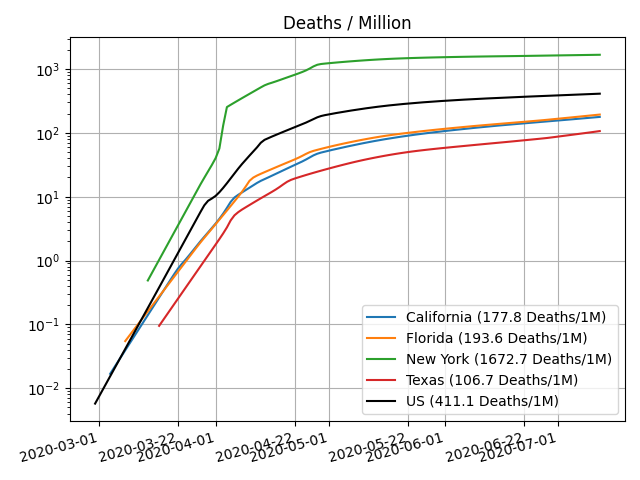 Deaths / Million
10³
10²
10¹
10⁰
10⁻¹
10⁻²
California (177.8 Deaths/1M)
Florida (193.6 Deaths/1M)
New York (1672.7 Deaths/1M)
Texas (106.7 Deaths/1M)
US (411.1 Deaths/1M)
2020-03-01 2020-03-22 2020-04-01 2020-04-22 2020-05-01 2020-05-22 2020-06-01 2020-06-22 2020-07-01